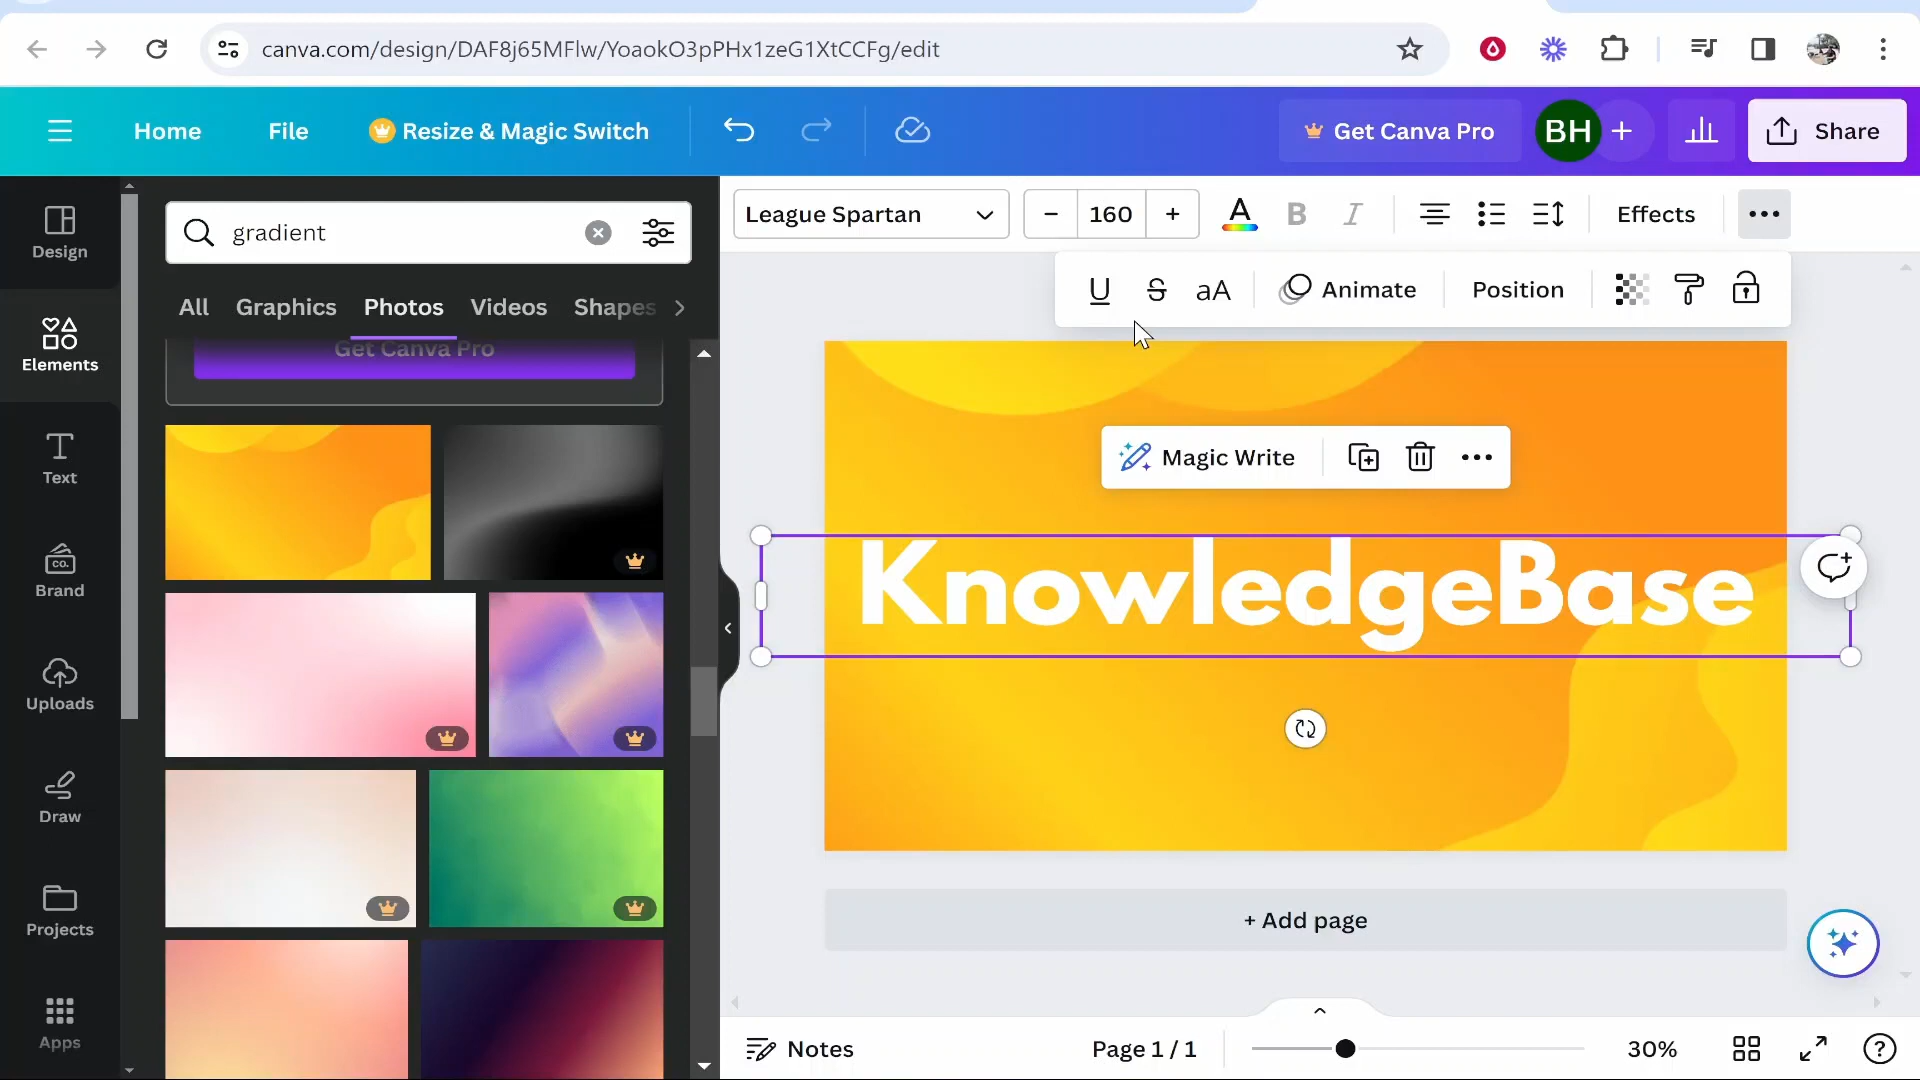 canva.com/design/DAF8j65MFlw/YoaokO3pPHx1zeG1XtCCFg/edit
Home File Resize & Magic Switch Get Canva Pro BH + Share
Design
Elements
Text
Brand
CO.
Uploads
Draw
Projects
Apps
gradient
All Graphics Photos Videos Shapes
Get Canva Pro
League Spartan − 160 + A B I Effects
U S aA Animate Position
Magic Write
KnowledgeBase
+ Add page
Notes Page 1 / 1 30% ?